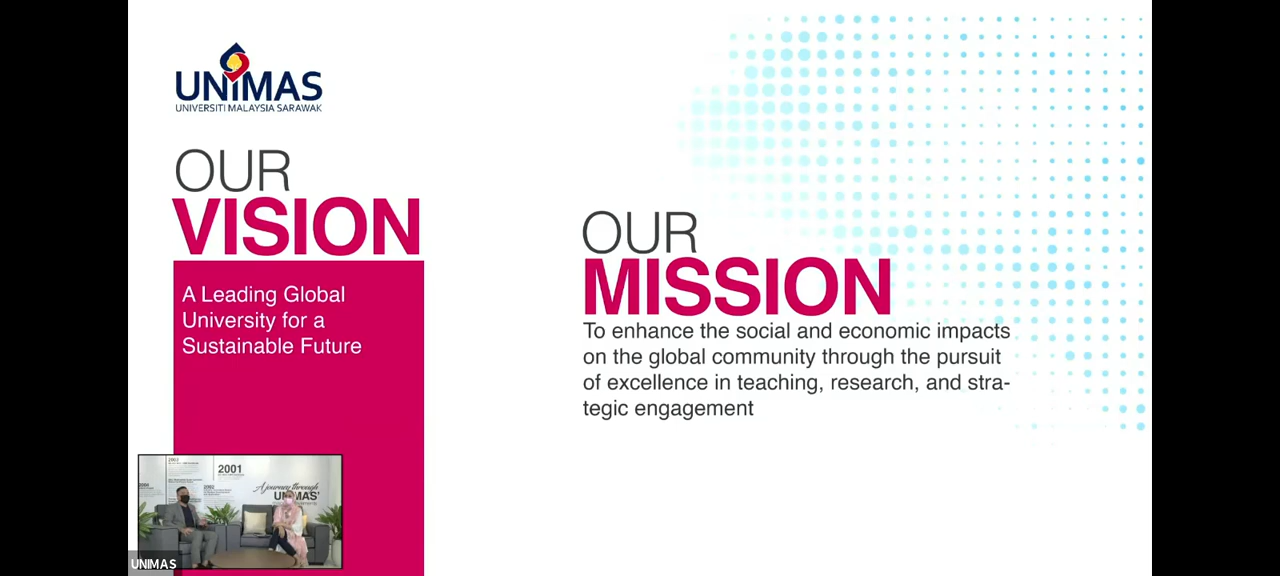 UNIMAS
UNIVERSITI MALAYSIA SARAWAK
OUR
VISION
A Leading Global
University for a
Sustainable Future
OUR
MISSION
To enhance the social and economic impacts
on the global community through the pursuit
of excellence in teaching, research, and stra-
tegic engagement
2001
A journey through
UNIMAS'
UNIMAS